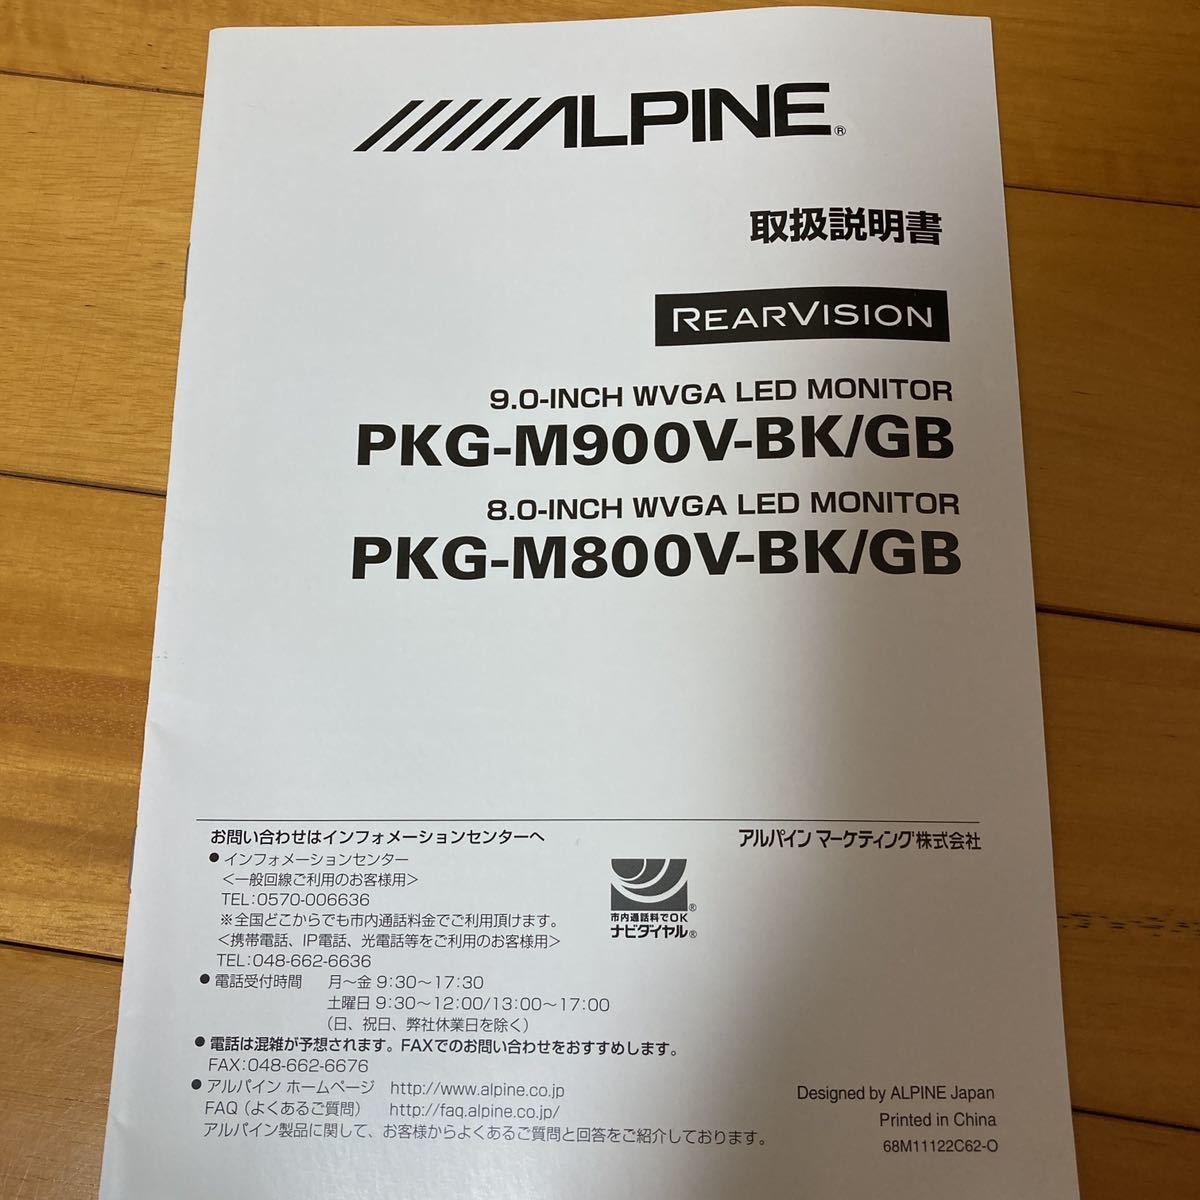 ALPINE®
取扱説明書
REARVISION
9.0-INCH WVGA LED MONITOR
PKG-M900V-BK/GB
8.0-INCH WVGA LED MONITOR
PKG-M800V-BK/GB
お問い合わせはインフォメーションセンターへ
アルパイン マーケティング株式会社
● インフォメーションセンター
<一般回線ご利用のお客様用>
TEL:0570-006636
※全国どこからでも市内通話料金でご利用頂けます。
<携帯電話、IP電話、光電話等をご利用のお客様用>
TEL:048-662-6636
® 市内通話料でOK
ナビダイヤル®
● 電話受付時間 月〜金 9:30〜17:30
土曜日 9:30〜12:00/13:00〜17:00
(日、祝日、弊社休業日を除く)
● 電話は混雑が予想されます。FAXでのお問い合わせをおすすめします。
FAX:048-662-6676
● アルパイン ホームページ http://www.alpine.co.jp
FAQ(よくあるご質問) http://faq.alpine.co.jp/
アルパイン製品に関して、お客様からよくあるご質問と回答をご紹介しております。
Designed by ALPINE Japan
Printed in China
68M11122C62-O